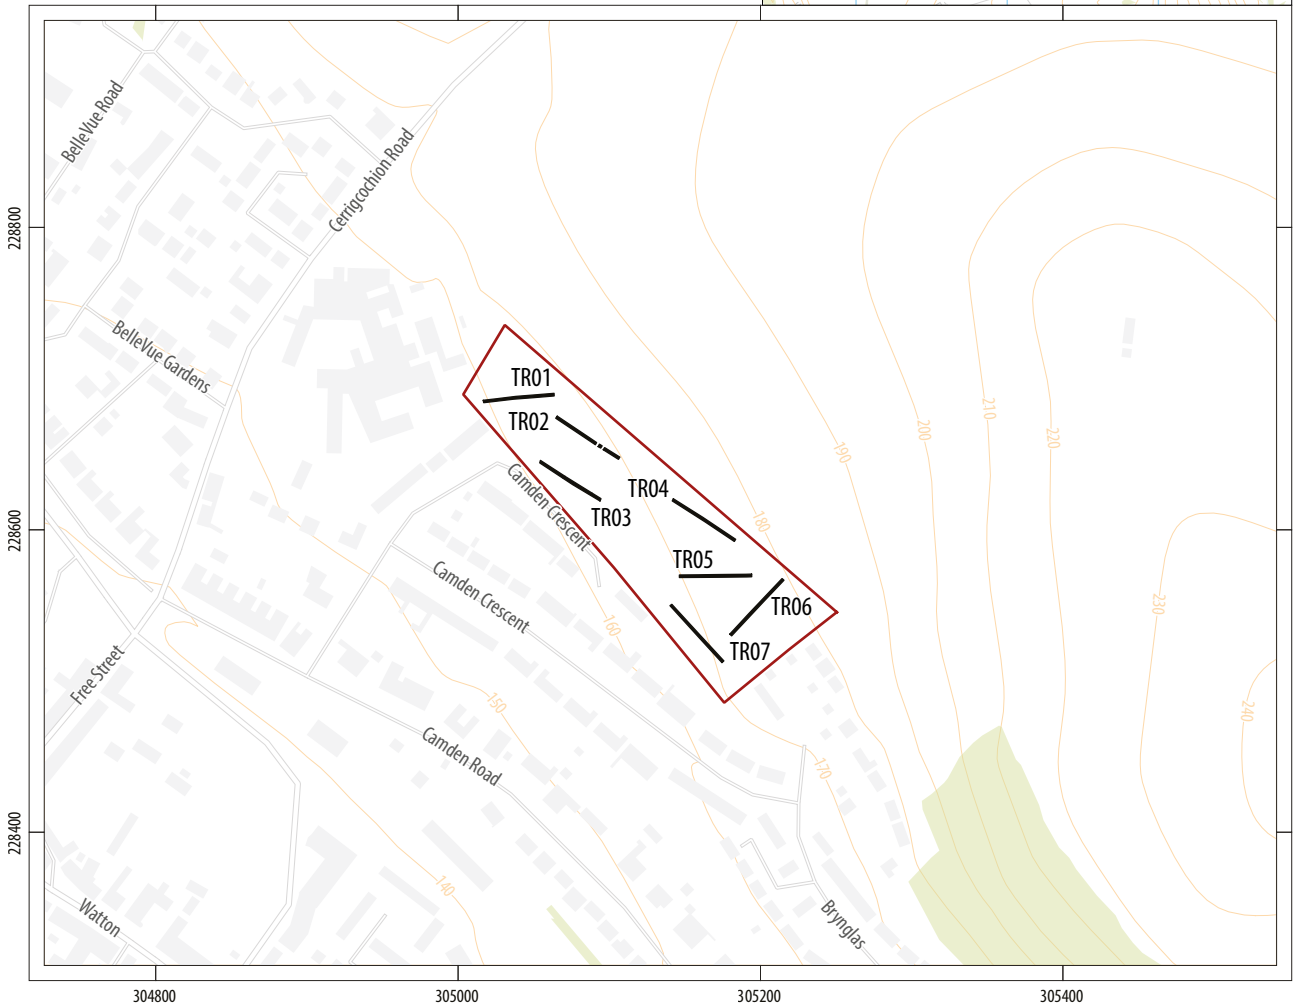 BelleVue Road
Cerrigcochion Road
228800
BelleVue Gardens
TR01
TR02
TR03
TR04
TR05
TR06
TR07
Camden Crescent
Camden Crescent
228600
180
190
200
210
220
230
240
160
150
170
140
Free Street
Camden Road
228400
Watton
Brynglas
304800
305000
305200
305400